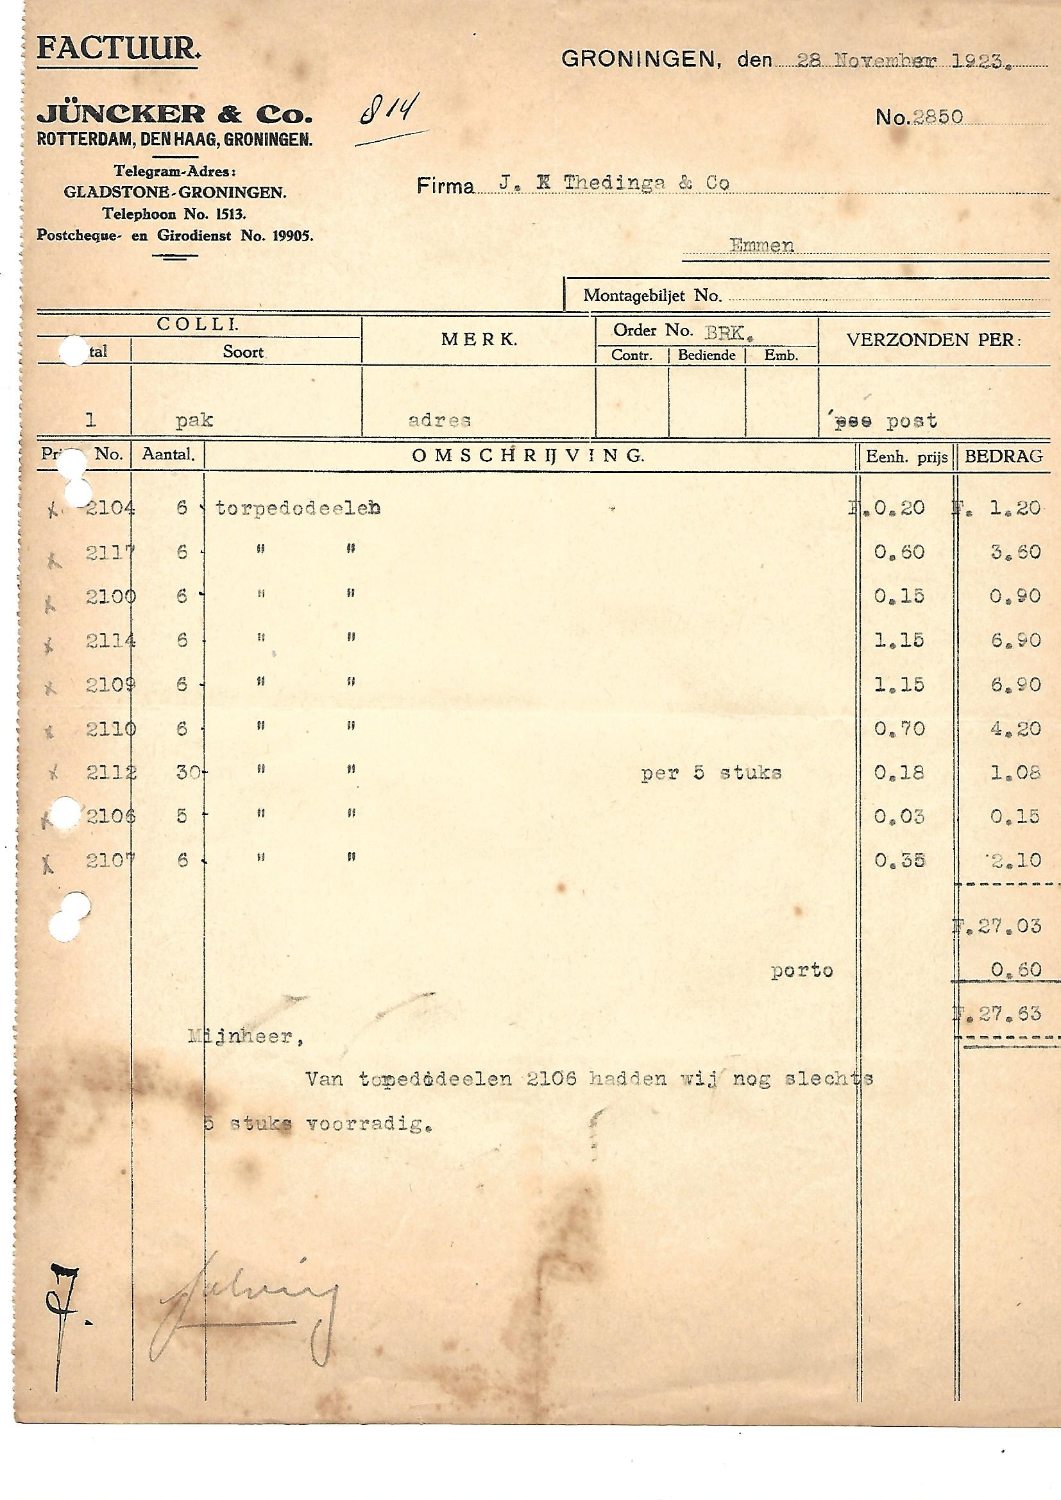 FACTUUR.
GRONINGEN, den 28 November 1923.
JÜNCKER & Co.
814
No. 2850
ROTTERDAM, DEN HAAG, GRONINGEN.
Telegram-Adres:
GLADSTONE-GRONINGEN.
Firma J. K Thedinga & Co
Telephoon No. 1513.
Postcheque- en Girodienst No. 19905.
Emmen
Montagebiljet No.
COLLI. MERK. Order No. BRK. VERZONDEN PER:
tal Soort Contr. Bediende Emb.
1 pak adres post
No. Aantal. OMSCHRIJVING. Eenh. prijs BEDRAG
2104 6 torpedodeelen F.0.20 F. 1.20
2117 6 " " 0.60 3.60
2100 6 " " 0.15 0.90
2114 6 " " 1.15 6.90
2109 6 " " 1.15 6.90
2110 6 " " 0.70 4.20
2112 30 " " per 5 stuks 0.18 1.08
2106 5 " " 0.03 0.15
2107 6 " " 0.35 2.10
F.27.03
porto 0.60
F.27.63
Mijnheer,
Van topedodeelen 2106 hadden wij nog slechts
5 stuks voorradig.